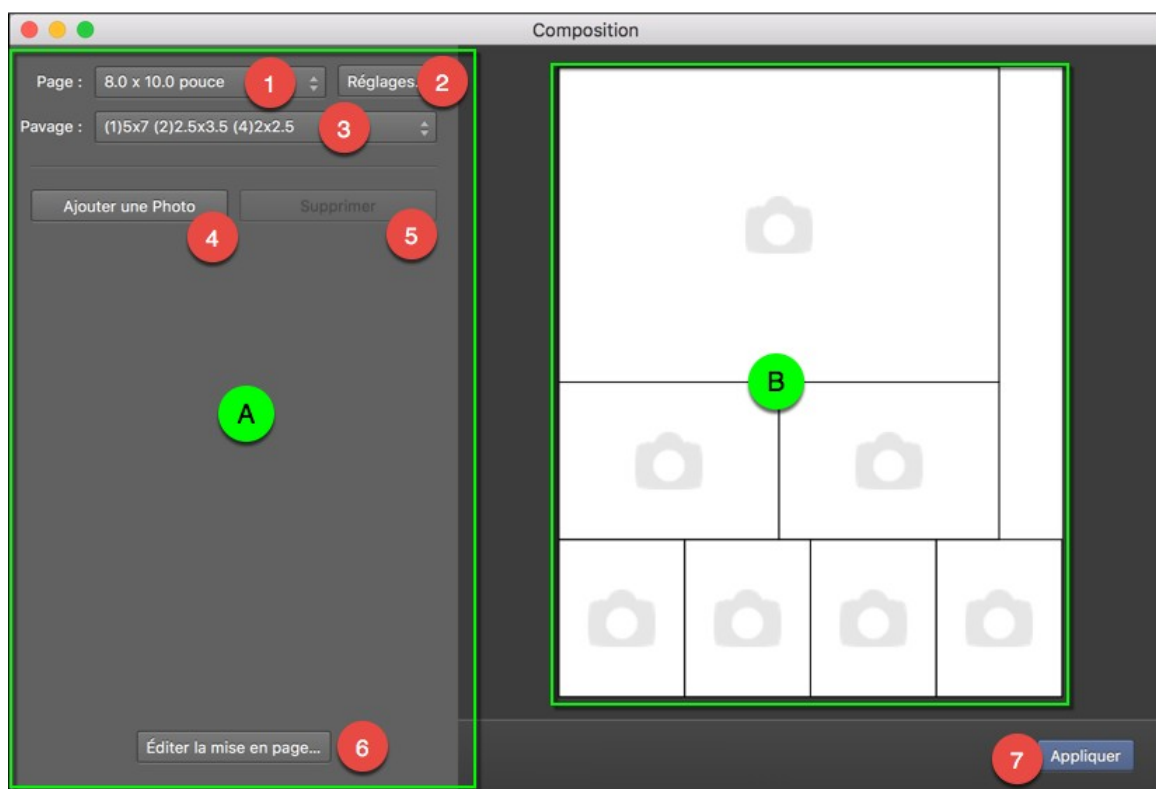 Composition
Page : 8.0 x 10.0 pouce 1 Réglages... 2
Pavage : (1)5x7 (2)2.5x3.5 (4)2x2.5 3
Ajouter une Photo Supprimer
4 5
B
A
Éditer la mise en page... 6
7 Appliquer